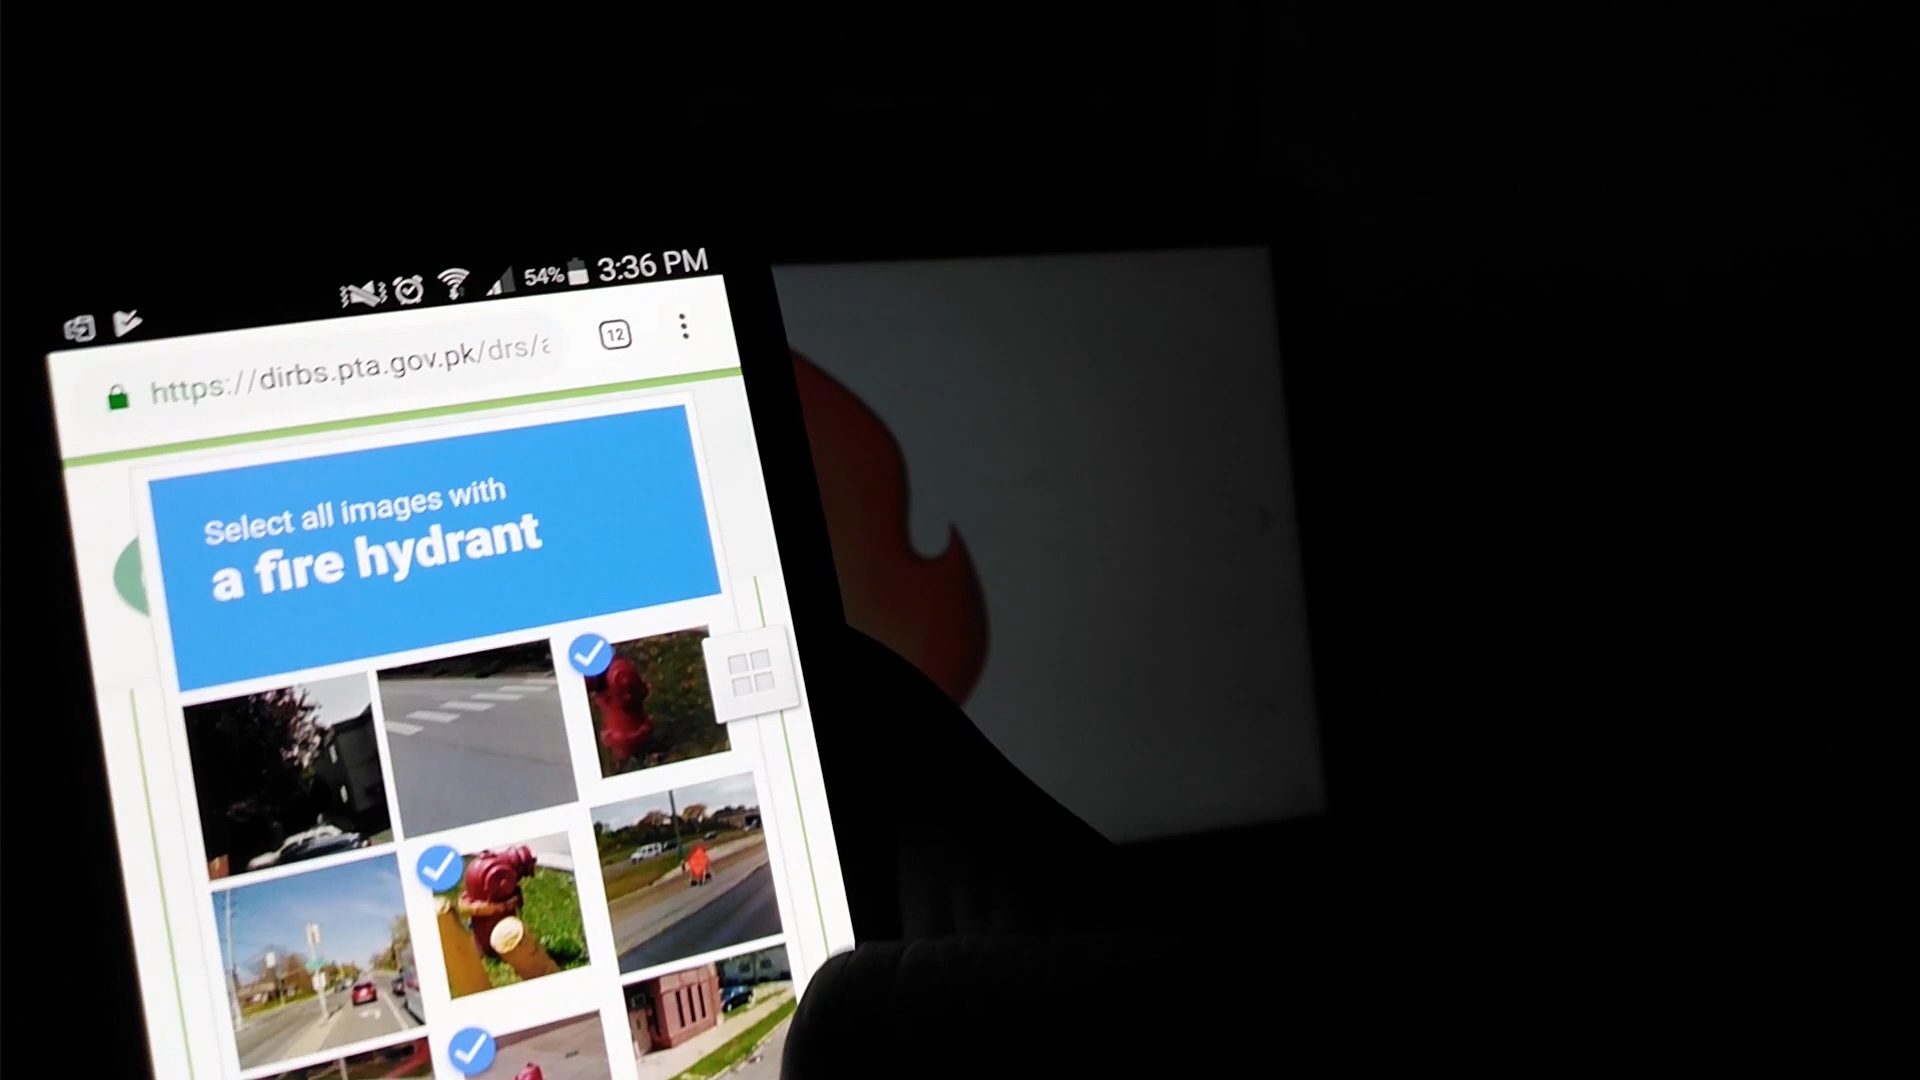 54% 3:36 PM
https://dirbs.pta.gov.pk/drs/a
12
Select all images with
a fire hydrant